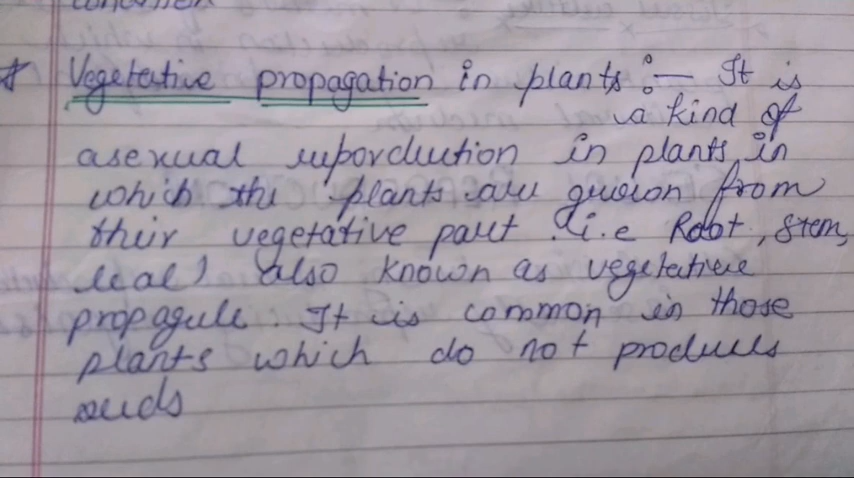 * Vegetative propagation in plants :- It is
a kind of
asexual reporduction in plants in
which the plants are grown from
their vegetative part (i.e Root, stem,
leaf) also known as vegetative
propagule. It is common in those
plants which do not produces
seeds